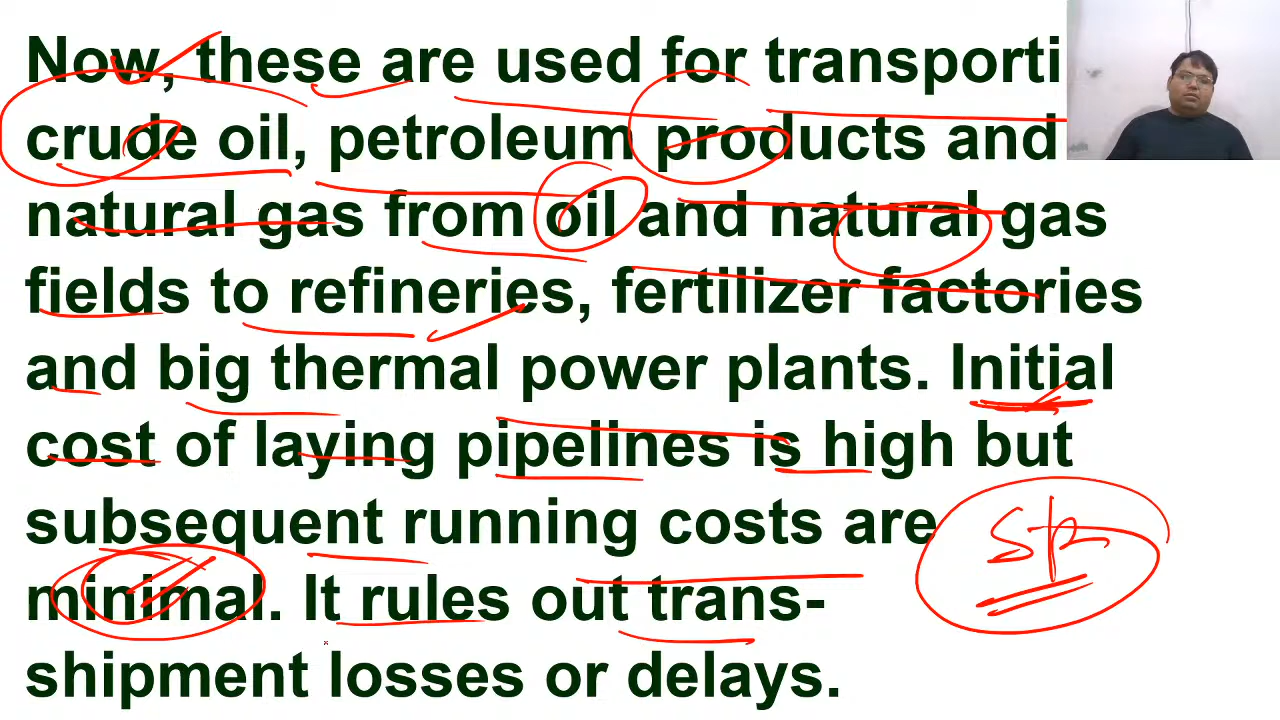 Now, these are used for transporti
crude oil, petroleum products and
natural gas from oil and natural gas
fields to refineries, fertilizer factories
and big thermal power plants. Initial
cost of laying pipelines is high but
subsequent running costs are
minimal. It rules out trans-
shipment losses or delays.